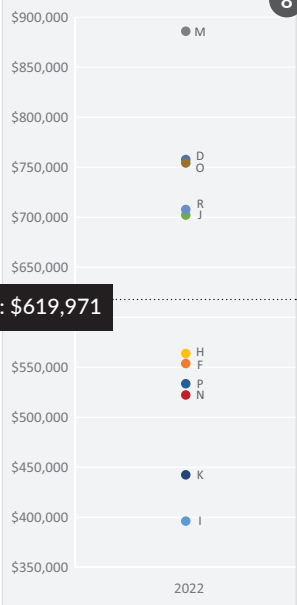 8
$900,000
M
$850,000
$800,000
D
$750,000
O
R
$700,000
J
$650,000
: $619,971
H
$550,000
F
P
N
$500,000
$450,000
K
$400,000
I
$350,000
2022